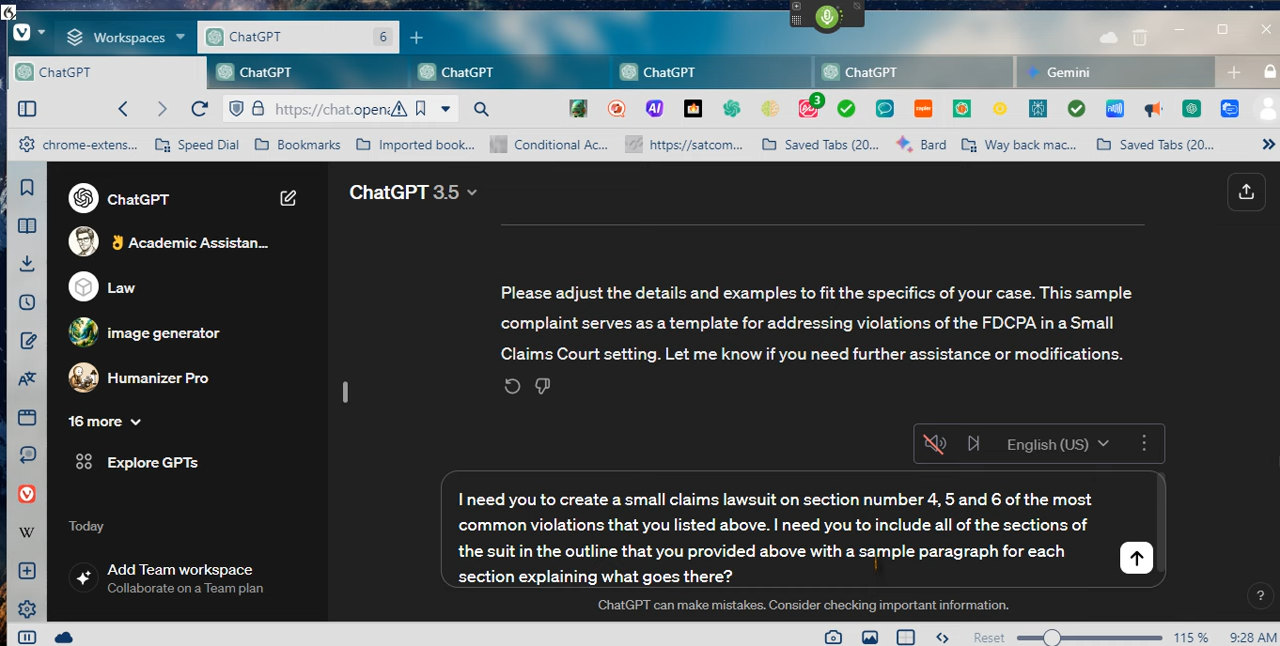 Workspaces
ChatGPT 6
ChatGPT
ChatGPT
ChatGPT
ChatGPT
ChatGPT
Gemini
https://chat.opena
3
chrome-extens...
Speed Dial
Bookmarks
Imported book...
Conditional Ac...
https://satcom...
Saved Tabs (20...
Bard
Way back mac...
Saved Tabs (20...
ChatGPT
👌 Academic Assistan...
Law
image generator
Humanizer Pro
16 more
Explore GPTs
Today
Add Team workspace
Collaborate on a Team plan
ChatGPT 3.5
Please adjust the details and examples to fit the specifics of your case. This sample
complaint serves as a template for addressing violations of the FDCPA in a Small
Claims Court setting. Let me know if you need further assistance or modifications.
English (US)
I need you to create a small claims lawsuit on section number 4, 5 and 6 of the most
common violations that you listed above. I need you to include all of the sections of
the suit in the outline that you provided above with a sample paragraph for each
section explaining what goes there?
ChatGPT can make mistakes. Consider checking important information.
?
Reset
115 %
9:28 AM